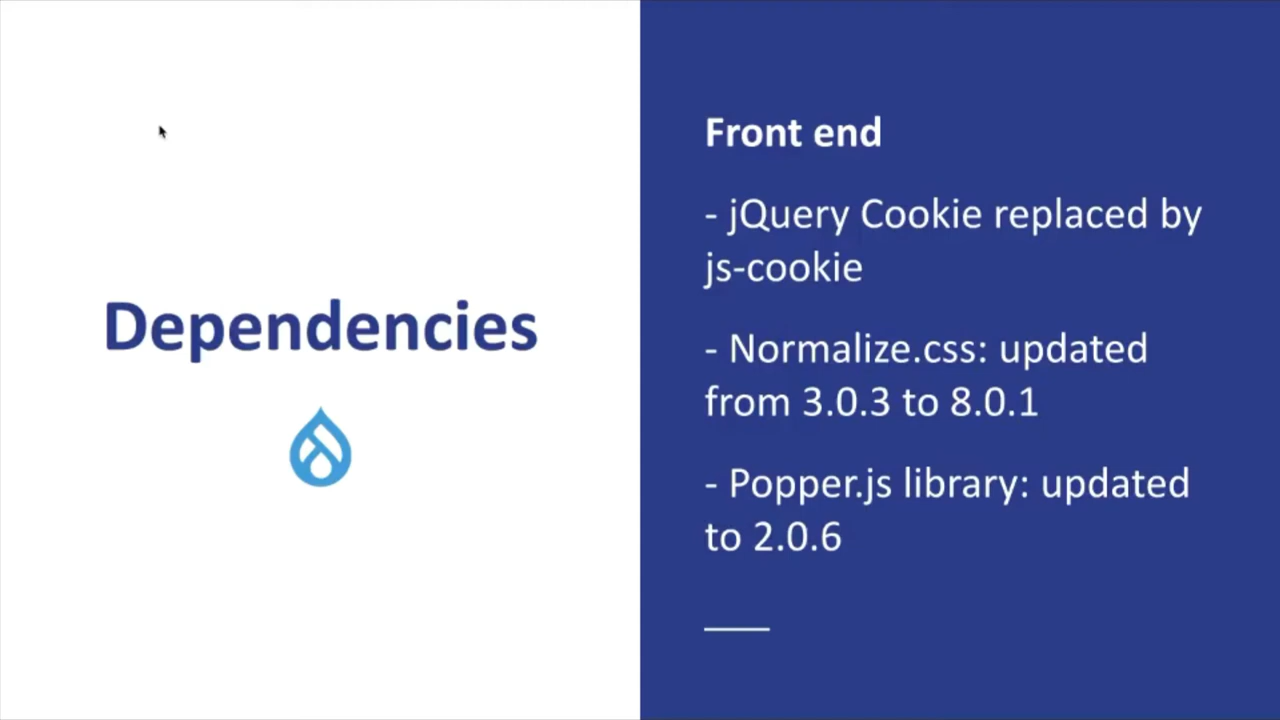 Dependencies
Front end
- jQuery Cookie replaced by
js-cookie
- Normalize.css: updated
from 3.0.3 to 8.0.1
- Popper.js library: updated
to 2.0.6